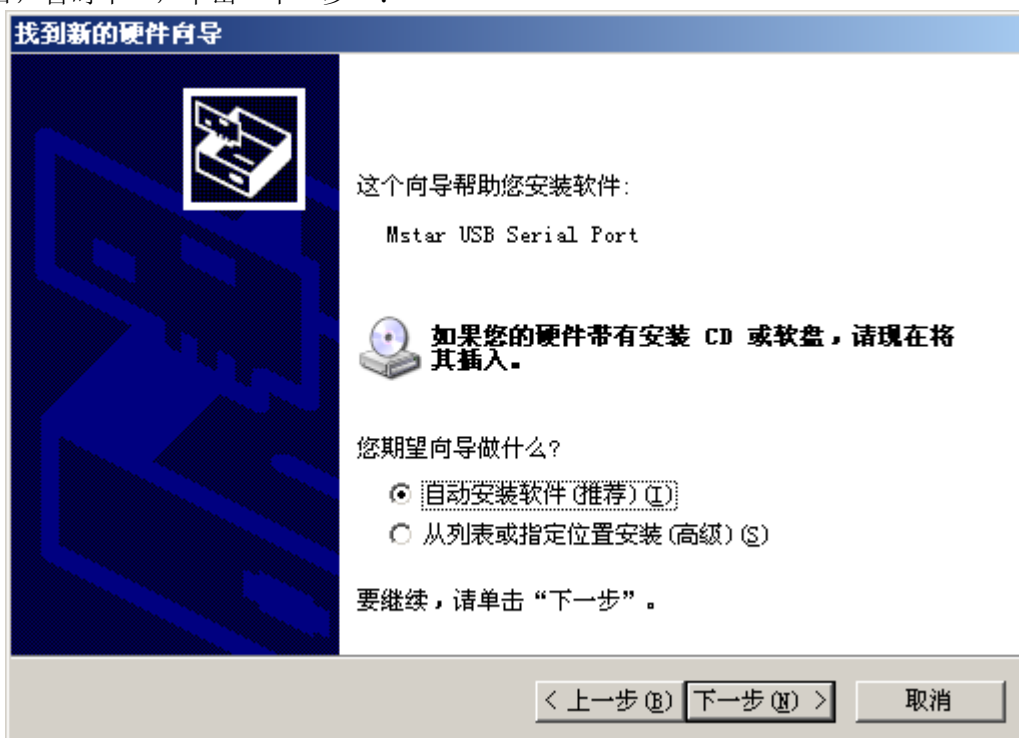 找到新的硬件向导
这个向导帮助您安装软件:
Mstar USB Serial Port
如果您的硬件带有安装 CD 或软盘，请现在将
其插入。
您期望向导做什么?
自动安装软件(推荐)(I)
从列表或指定位置安装(高级)(S)
要继续，请单击“下一步”。
< 上一步(B) 下一步(N) > 取消